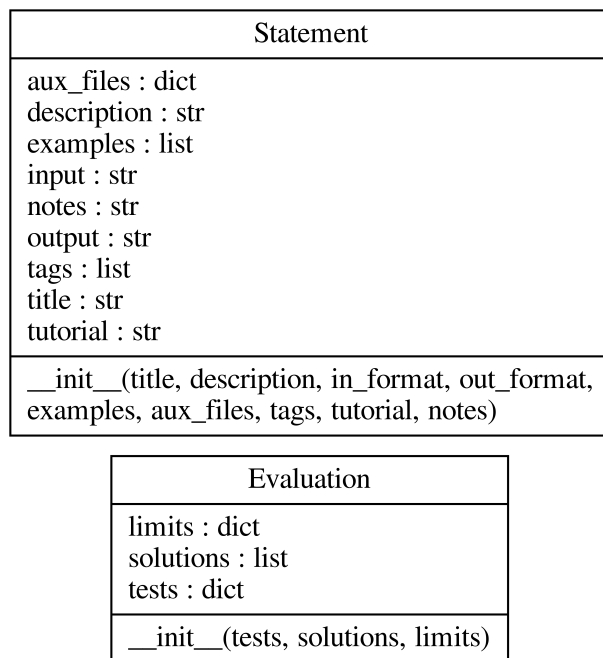 Statement
aux_files : dict
description : str
examples : list
input : str
notes : str
output : str
tags : list
title : str
tutorial : str
__init__(title, description, in_format, out_format,
examples, aux_files, tags, tutorial, notes)
Evaluation
limits : dict
solutions : list
tests : dict
__init__(tests, solutions, limits)